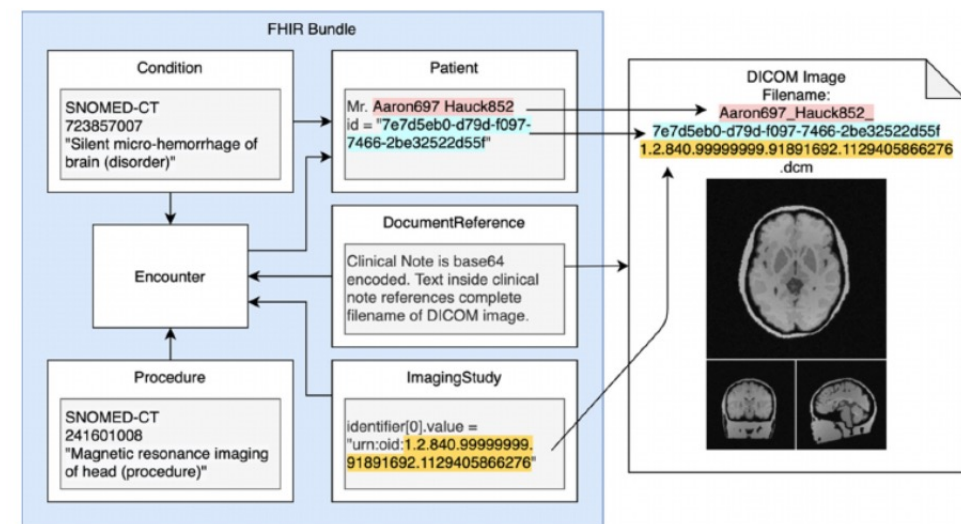 FHIR Bundle
Condition
SNOMED-CT
723857007
"Silent micro-hemorrhage of
brain (disorder)"
Patient
Mr. Aaron697 Hauck852
id = "7e7d5eb0-d79d-f097-
7466-2be32522d55f"
Encounter
DocumentReference
Clinical Note is base64
encoded. Text inside clinical
note references complete
filename of DICOM image.
Procedure
SNOMED-CT
241601008
"Magnetic resonance imaging
of head (procedure)"
ImagingStudy
identifier[0].value =
"urn:oid:1.2.840.99999999.
91891692.1129405866276"
DICOM Image
Filename:
Aaron697_Hauck852_
7e7d5eb0-d79d-f097-7466-2be32522d55f
1.2.840.99999999.91891692.1129405866276
.dcm